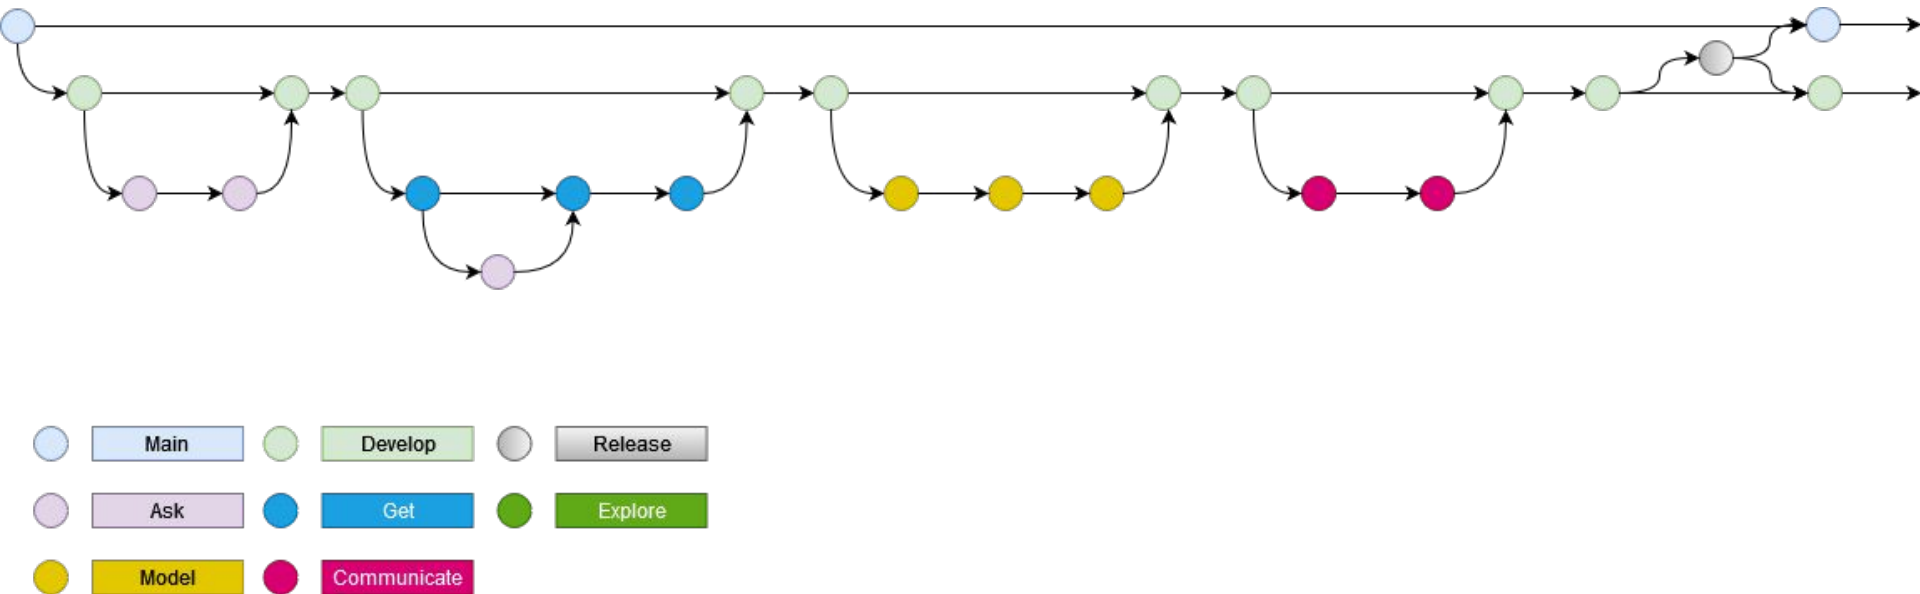 Main
Develop
Release
Ask
Get
Explore
Model
Communicate